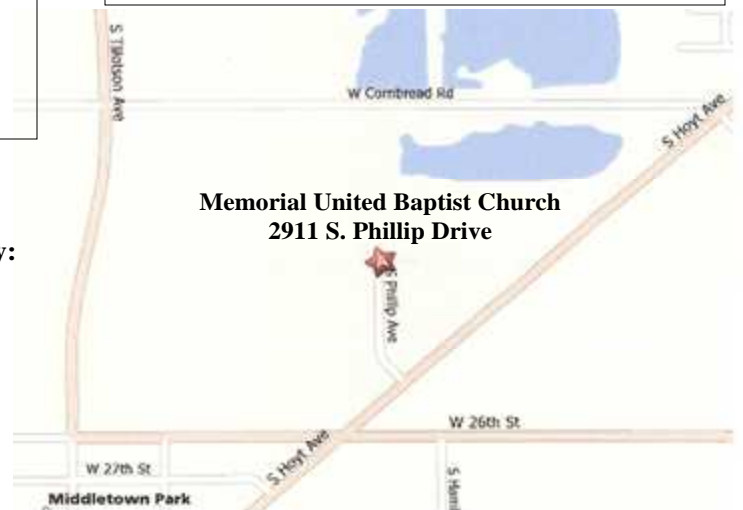 S Tillotson Ave
W Cornbread Rd
S Hoyt Ave
Memorial United Baptist Church
2911 S. Phillip Drive
S Phillip Ave
W 26th St
S Hoyt Ave
W 27th St
Middletown Park